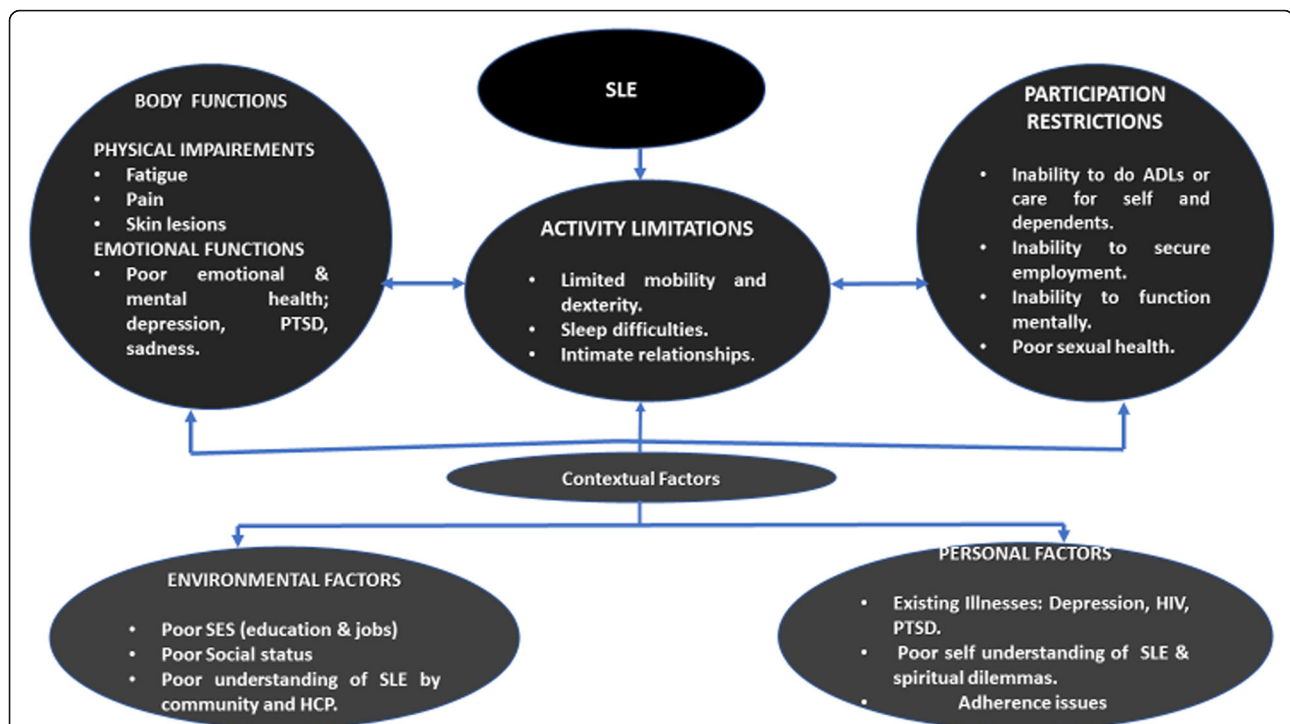 SLE
BODY FUNCTIONS
PHYSICAL IMPAIREMENTS
• Fatigue
• Pain
• Skin lesions
EMOTIONAL FUNCTIONS
• Poor emotional &
mental health;
depression, PTSD,
sadness.
ACTIVITY LIMITATIONS
• Limited mobility and
dexterity.
• Sleep difficulties.
• Intimate relationships.
PARTICIPATION
RESTRICTIONS
• Inability to do ADLs or
care for self and
dependents.
• Inability to secure
employment.
• Inability to function
mentally.
• Poor sexual health.
Contextual Factors
ENVIRONMENTAL FACTORS
• Poor SES (education & jobs)
• Poor Social status
• Poor understanding of SLE by
community and HCP.
PERSONAL FACTORS
• Existing Illnesses: Depression, HIV,
PTSD.
• Poor self understanding of SLE &
spiritual dilemmas.
• Adherence issues